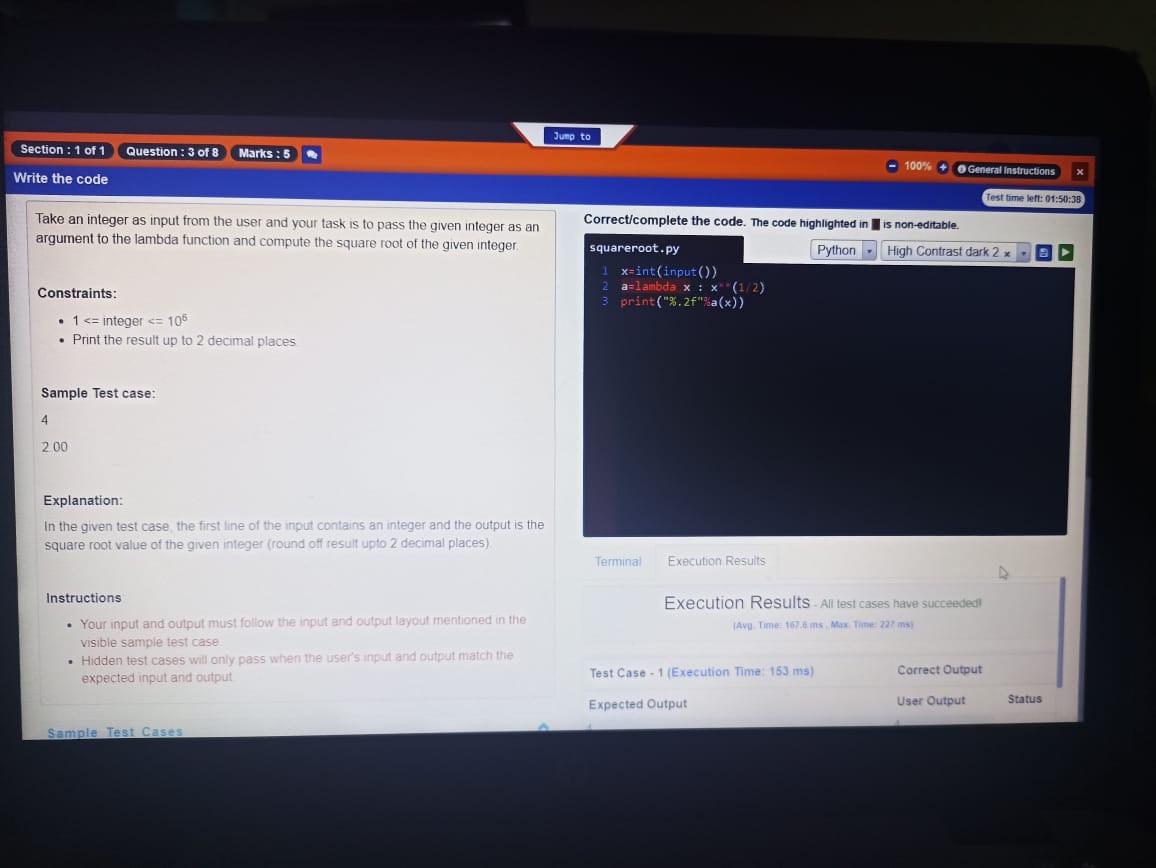 Jump to
Section : 1 of 1 Question : 3 of 8 Marks : 5
100% General Instructions
Write the code
Test time left: 01:50:38
Take an integer as input from the user and your task is to pass the given integer as an
argument to the lambda function and compute the square root of the given integer.
Constraints:
1 <= integer <= 10⁶
Print the result up to 2 decimal places.
Sample Test case:
4
2.00
Explanation:
In the given test case, the first line of the input contains an integer and the output is the
square root value of the given integer (round off result upto 2 decimal places).
Instructions
Your input and output must follow the input and output layout mentioned in the
visible sample test case.
Hidden test cases will only pass when the user's input and output match the
expected input and output.
Sample Test Cases
Correct/complete the code. The code highlighted in is non-editable.
squareroot.py
Python High Contrast dark 2 x
1 x=int(input())
2 a=lambda x : x**(1/2)
3 print("%.2f"%a(x))
Terminal Execution Results
Execution Results - All test cases have succeeded!
(Avg. Time: 167.6 ms , Max. Time: 227 ms)
Test Case - 1 (Execution Time: 153 ms) Correct Output
Expected Output User Output Status